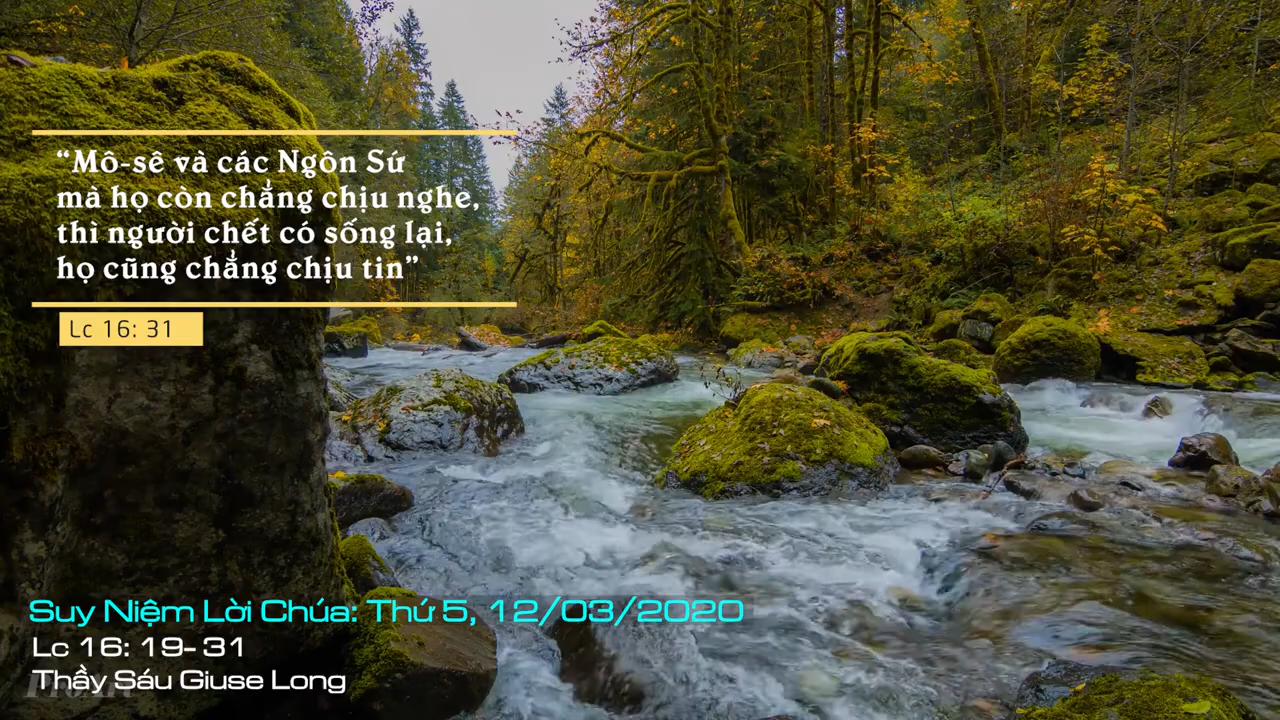 “Mô-sê và các Ngôn Sứ
mà họ còn chẳng chịu nghe,
thì người chết có sống lại,
họ cũng chẳng chịu tin”
Lc 16: 31
Suy Niệm Lời Chúa: Thứ 5, 12/03/2020
Lc 16: 19-31
Thầy Sáu Giuse Long